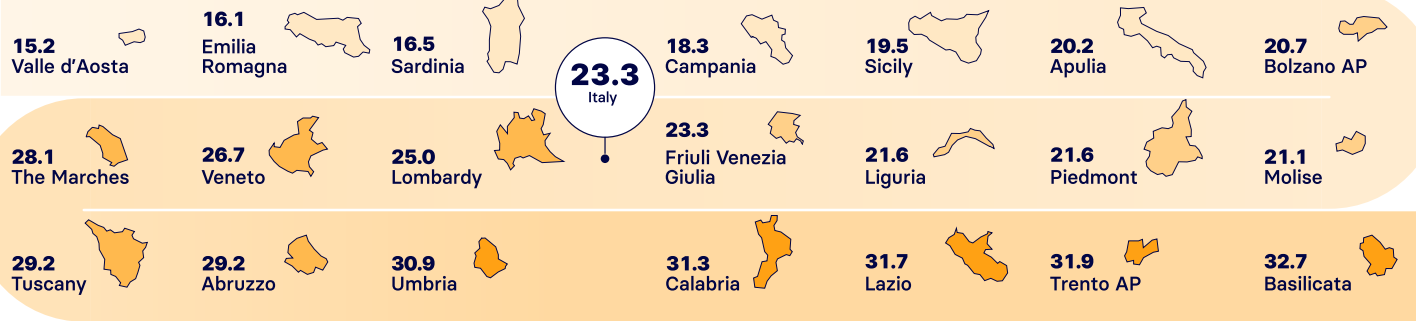 15.2
Valle d’Aosta
16.1
Emilia
Romagna
16.5
Sardinia
23.3
Italy
18.3
Campania
19.5
Sicily
20.2
Apulia
20.7
Bolzano AP
28.1
The Marches
26.7
Veneto
25.0
Lombardy
23.3
Friuli Venezia
Giulia
21.6
Liguria
21.6
Piedmont
21.1
Molise
29.2
Tuscany
29.2
Abruzzo
30.9
Umbria
31.3
Calabria
31.7
Lazio
31.9
Trento AP
32.7
Basilicata